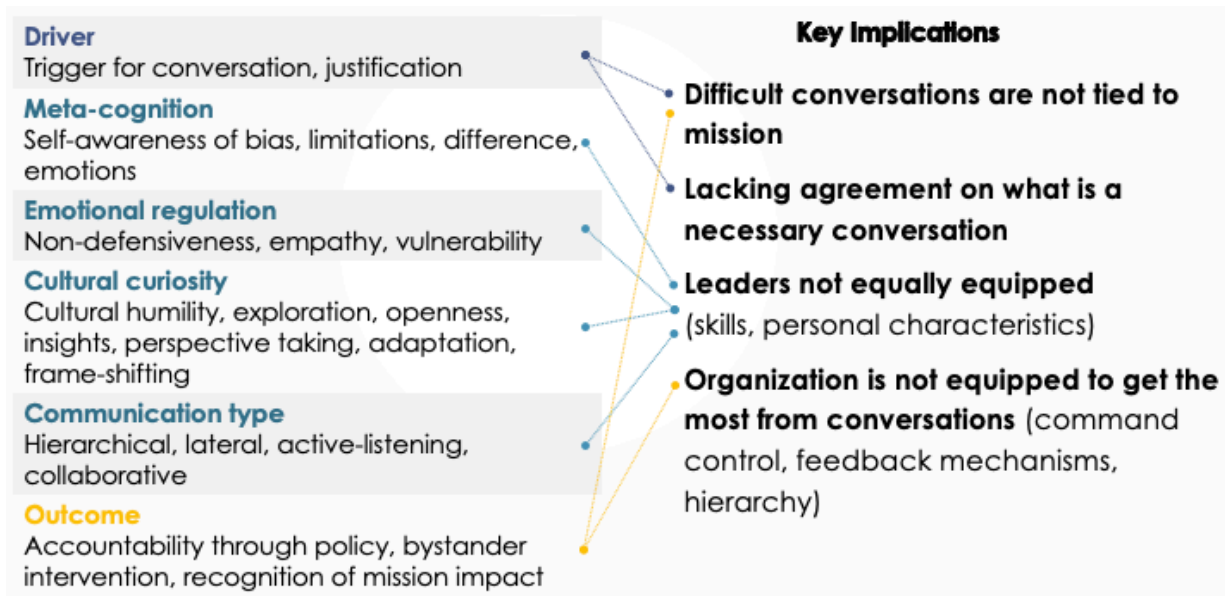 Driver
Trigger for conversation, justification
Meta-cognition
Self-awareness of bias, limitations, difference,
emotions
Emotional regulation
Non-defensiveness, empathy, vulnerability
Cultural curiosity
Cultural humility, exploration, openness,
insights, perspective taking, adaptation,
frame-shifting
Communication type
Hierarchical, lateral, active-listening,
collaborative
Outcome
Accountability through policy, bystander
intervention, recognition of mission impact
Key Implications
Difficult conversations are not tied to
mission
Lacking agreement on what is a
necessary conversation
Leaders not equally equipped
(skills, personal characteristics)
Organization is not equipped to get the
most from conversations (command
control, feedback mechanisms,
hierarchy)